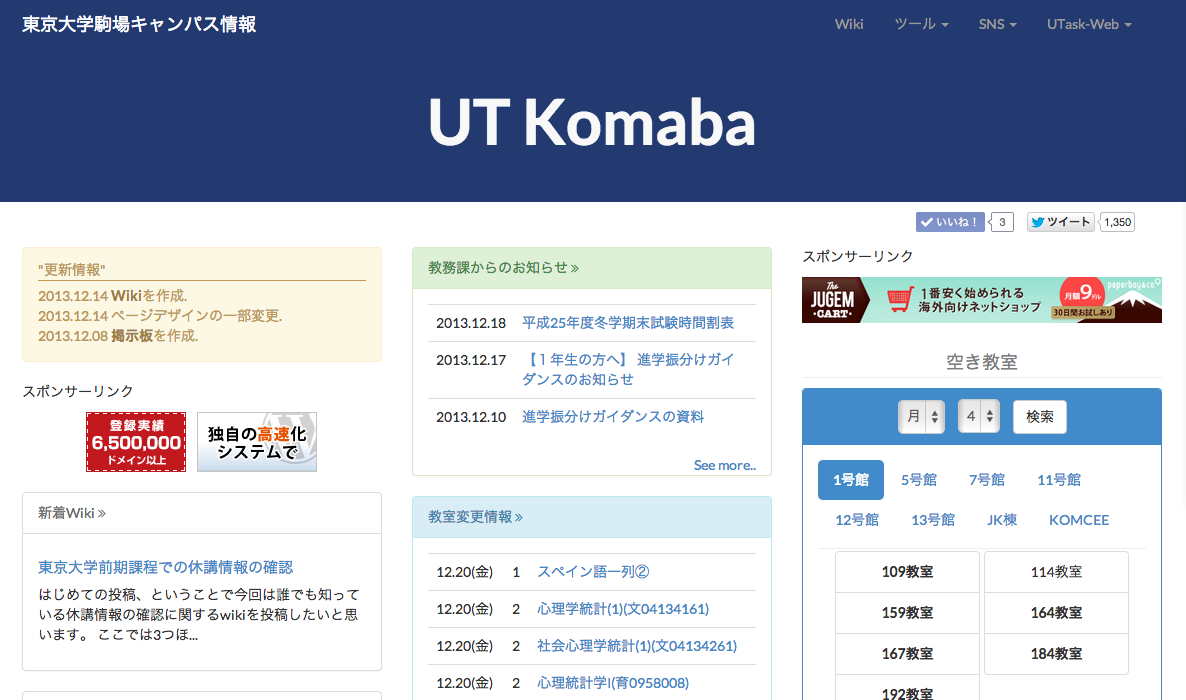 東京大学駒場キャンパス情報
Wiki ツール SNS UTask-Web
UT Komaba
いいね！ 3 ツイート 1,350
"更新情報"
2013.12.14 Wikiを作成.
2013.12.14 ページデザインの一部変更.
2013.12.08 掲示板を作成.
スポンサーリンク
登録実績
6,500,000
ドメイン以上
独自の高速化
システムで
新着Wiki »
東京大学前期課程での休講情報の確認
はじめての投稿、ということで今回は誰でも知って
いる休講情報の確認に関するwikiを投稿したいと思
います。 ここでは3つほ...
教務課からのお知らせ »
2013.12.18 平成25年度冬学期末試験時間割表
2013.12.17 【１年生の方へ】 進学振分けガイ
ダンスのお知らせ
2013.12.10 進学振分けガイダンスの資料
See more..
教室変更情報 »
12.20(金) 1 スペイン語一列②
12.20(金) 2 心理学統計(1)(文04134161)
12.20(金) 2 社会心理学統計(1)(文04134261)
12.20(金) 2 心理統計学I(育0958008)
スポンサーリンク
The
JUGEM
・CART・
1番安く始められる
海外向けネットショップ
月額9ドル
30日間お試しあり
paperboy&co.
空き教室
月 4 検索
1号館 5号館 7号館 11号館
12号館 13号館 JK棟 KOMCEE
109教室 114教室
159教室 164教室
167教室 184教室
192教室